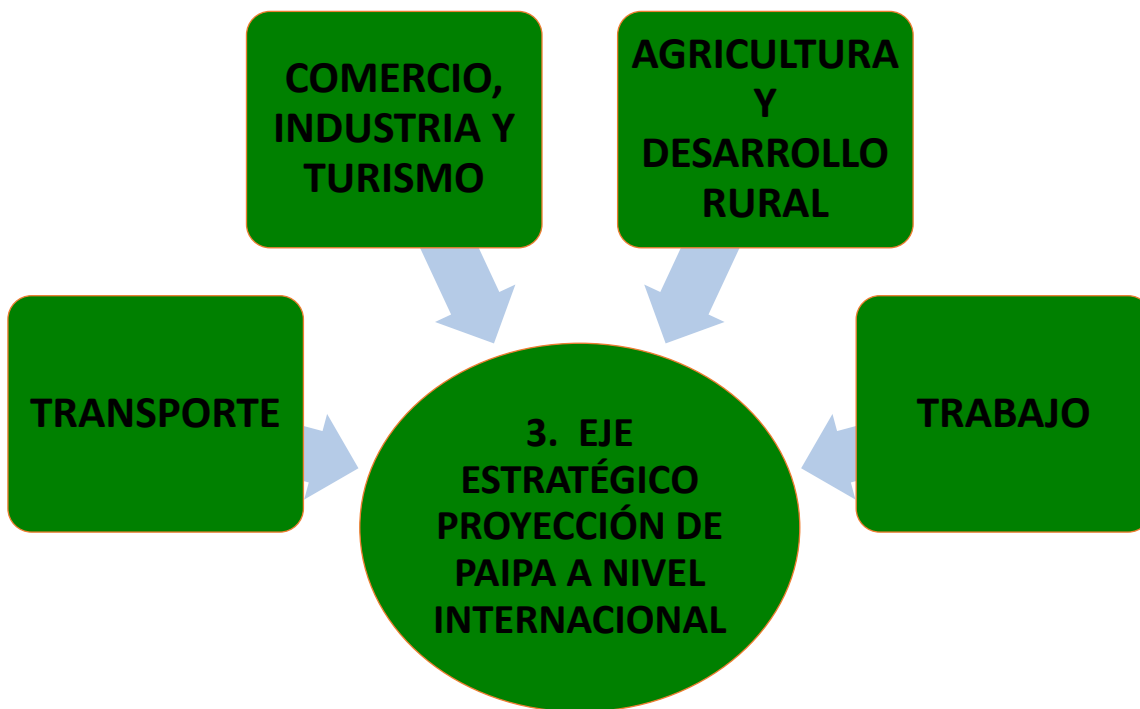 COMERCIO,
INDUSTRIA Y
TURISMO
AGRICULTURA
Y
DESARROLLO
RURAL
TRANSPORTE
TRABAJO
3.  EJE
ESTRATÉGICO
PROYECCIÓN DE
PAIPA A NIVEL
INTERNACIONAL